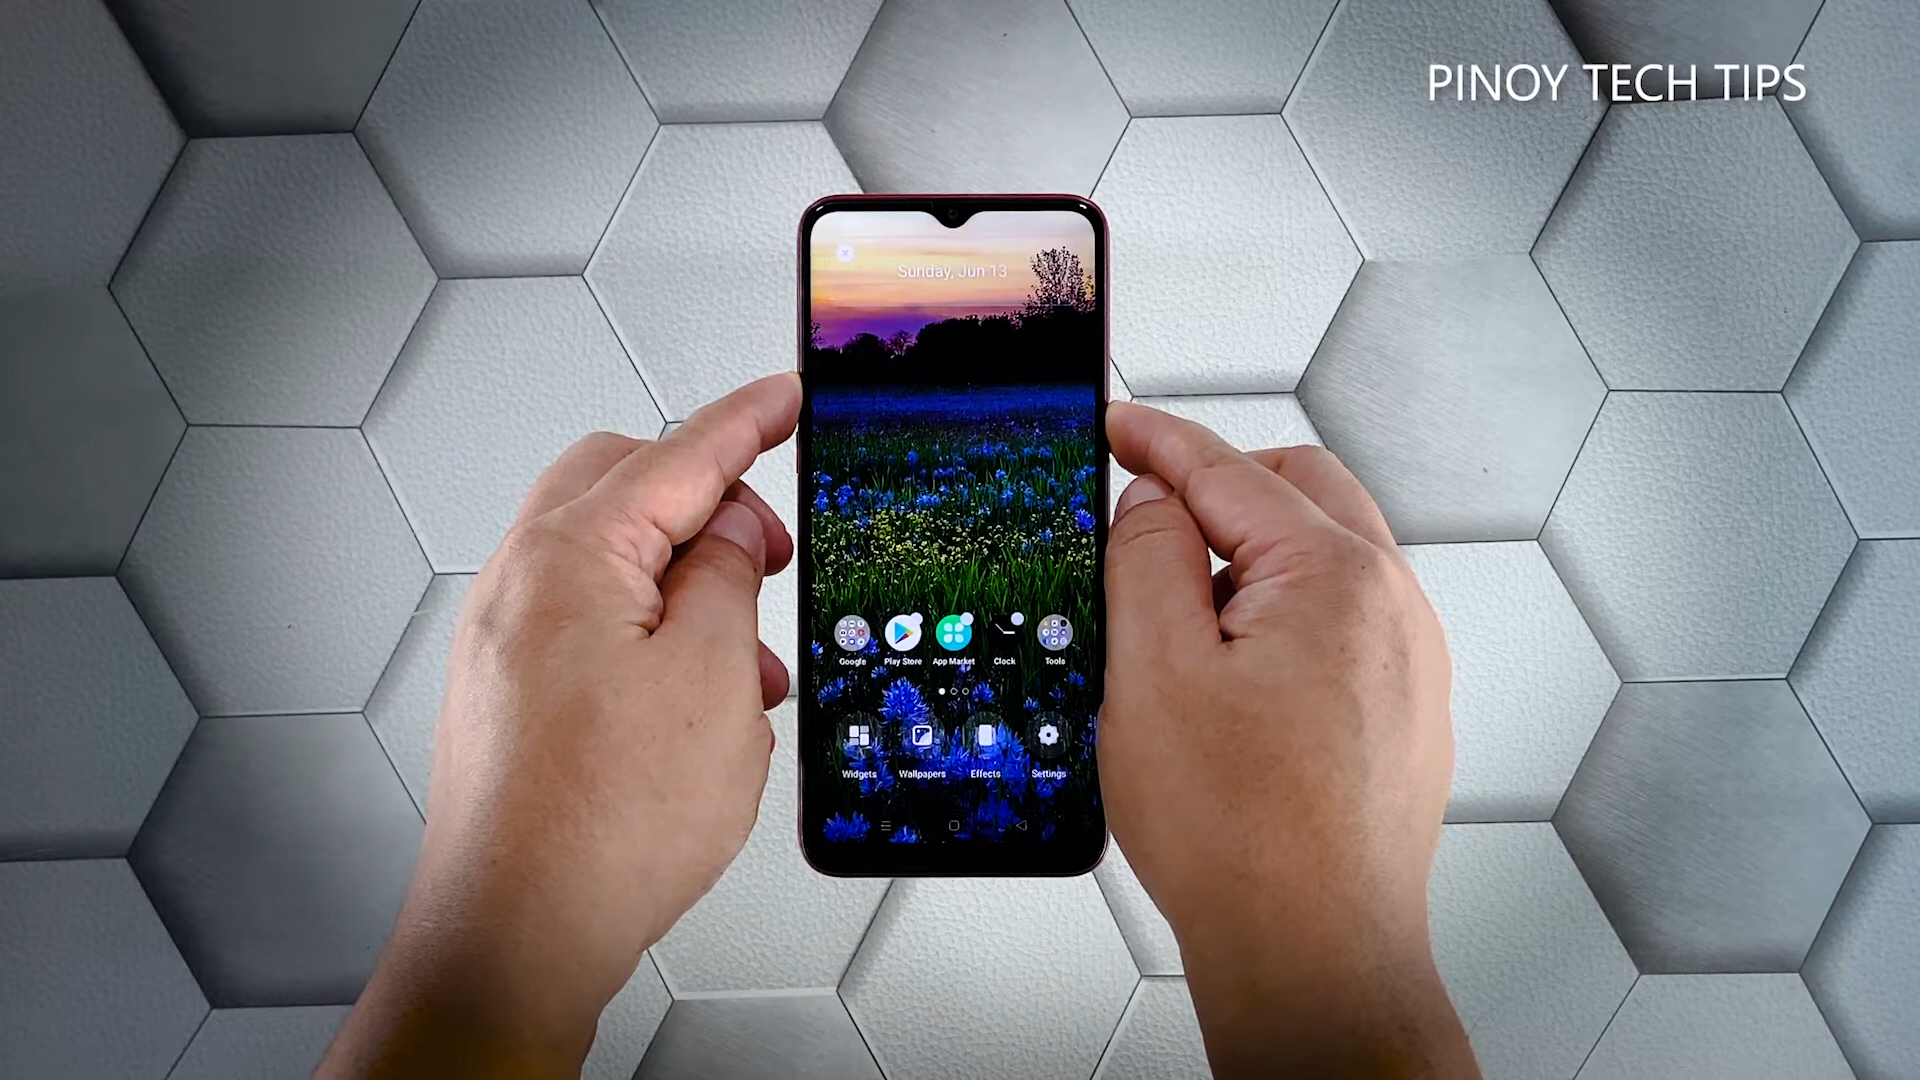 PINOY TECH TIPS
Sunday, Jun 13
Google Play Store App Market Clock Tools
Widgets Wallpapers Effects Settings